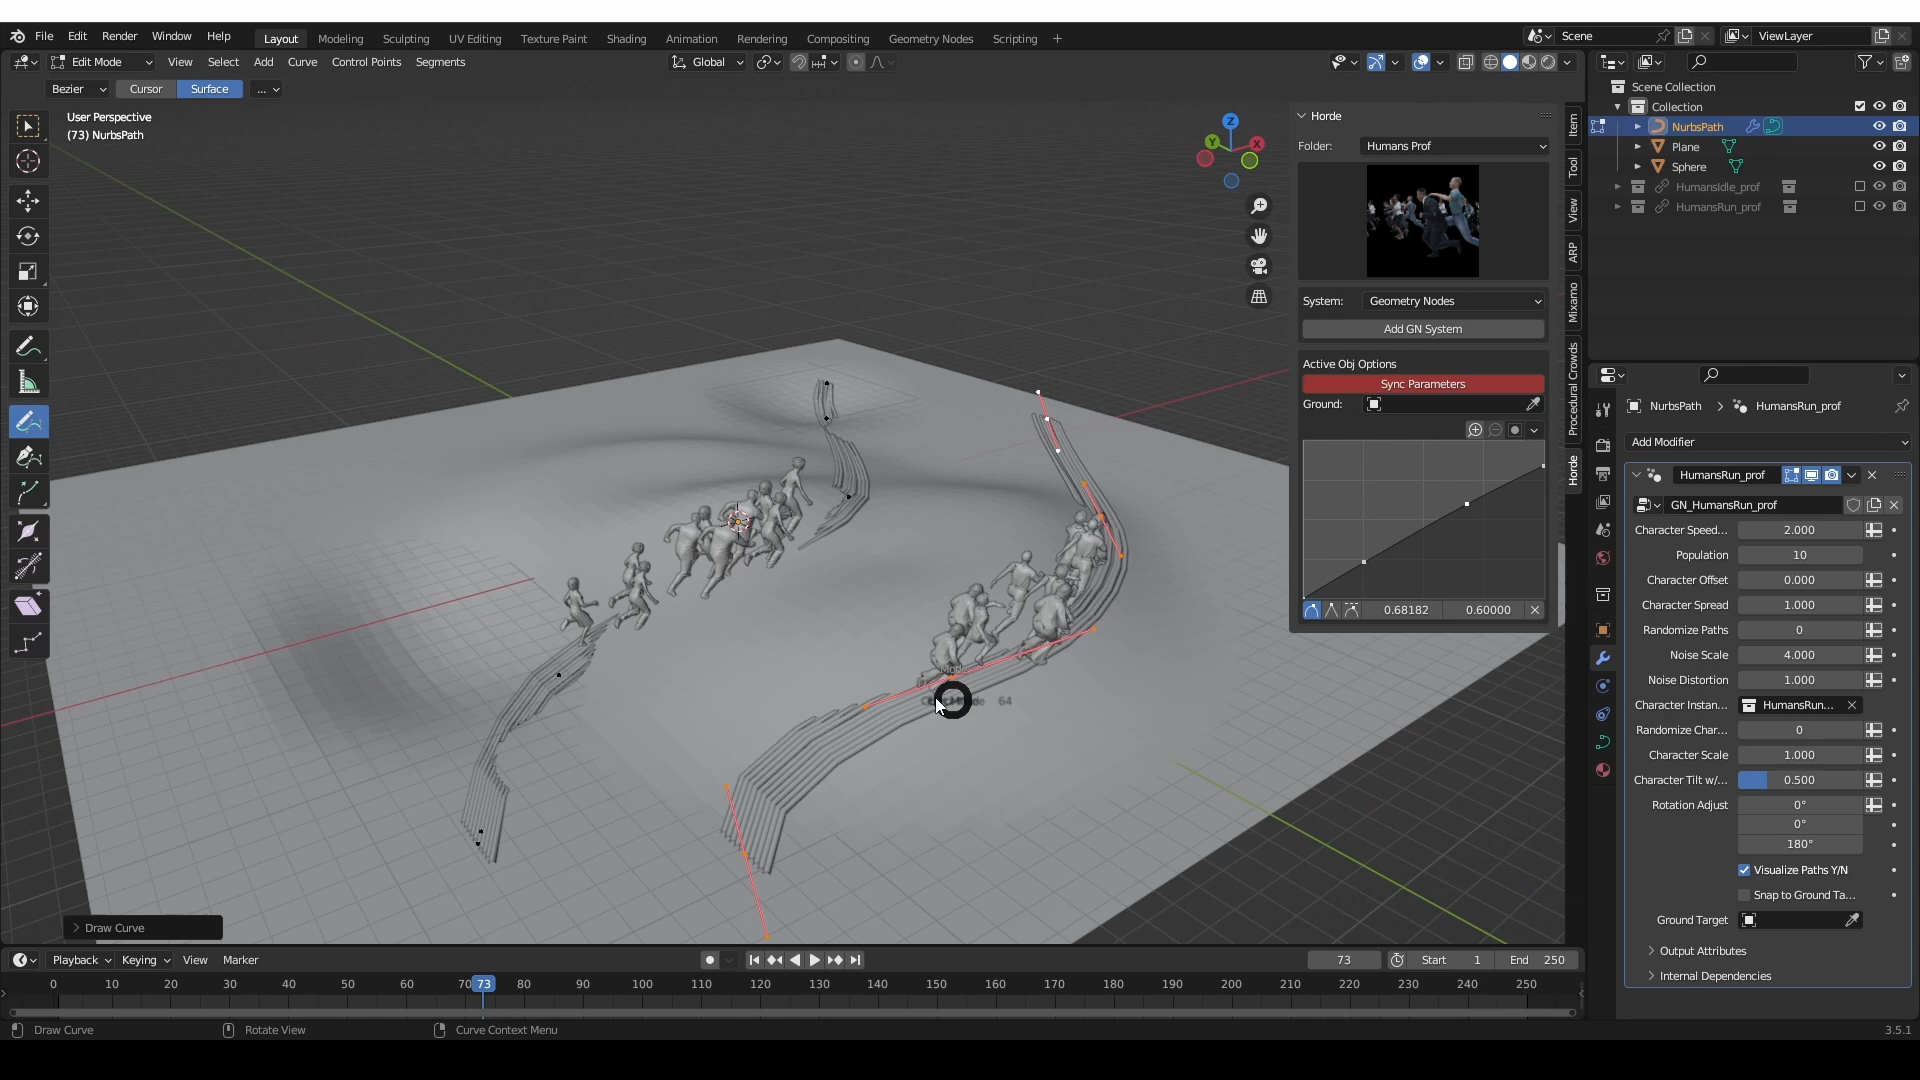 File Edit Render Window Help Layout Modeling Sculpting UV Editing Texture Paint Shading Animation Rendering Compositing Geometry Nodes Scripting + Scene ViewLayer
Edit Mode View Select Add Curve Control Points Segments Global
Bezier Cursor Surface ...
User Perspective
(73) NurbsPath
Z
Y
X
Horde
Folder: Humans Prof
System: Geometry Nodes
Add GN System
Active Obj Options
Sync Parameters
Ground:
0.68182 0.60000
Item
Tool
View
ARP
Mixamo
Procedural Crowds
Horde
64
Draw Curve
Scene Collection
Collection
NurbsPath
Plane
Sphere
HumansIdle_prof
HumansRun_prof
NurbsPath > HumansRun_prof
Add Modifier
HumansRun_prof
GN_HumansRun_prof
Character Speed... 2.000
Population 10
Character Offset 0.000
Character Spread 1.000
Randomize Paths 0
Noise Scale 4.000
Noise Distortion 1.000
Character Instan... HumansRun...
Randomize Char... 0
Character Scale 1.000
Character Tilt w/... 0.500
Rotation Adjust 0°
0°
180°
Visualize Paths Y/N
Snap to Ground Ta...
Ground Target
Output Attributes
Internal Dependencies
Playback Keying View Marker 73 Start 1 End 250
0 10 20 30 40 50 60 70 73 80 90 100 110 120 130 140 150 160 170 180 190 200 210 220 230 240 250
Draw Curve Rotate View Curve Context Menu 3.5.1